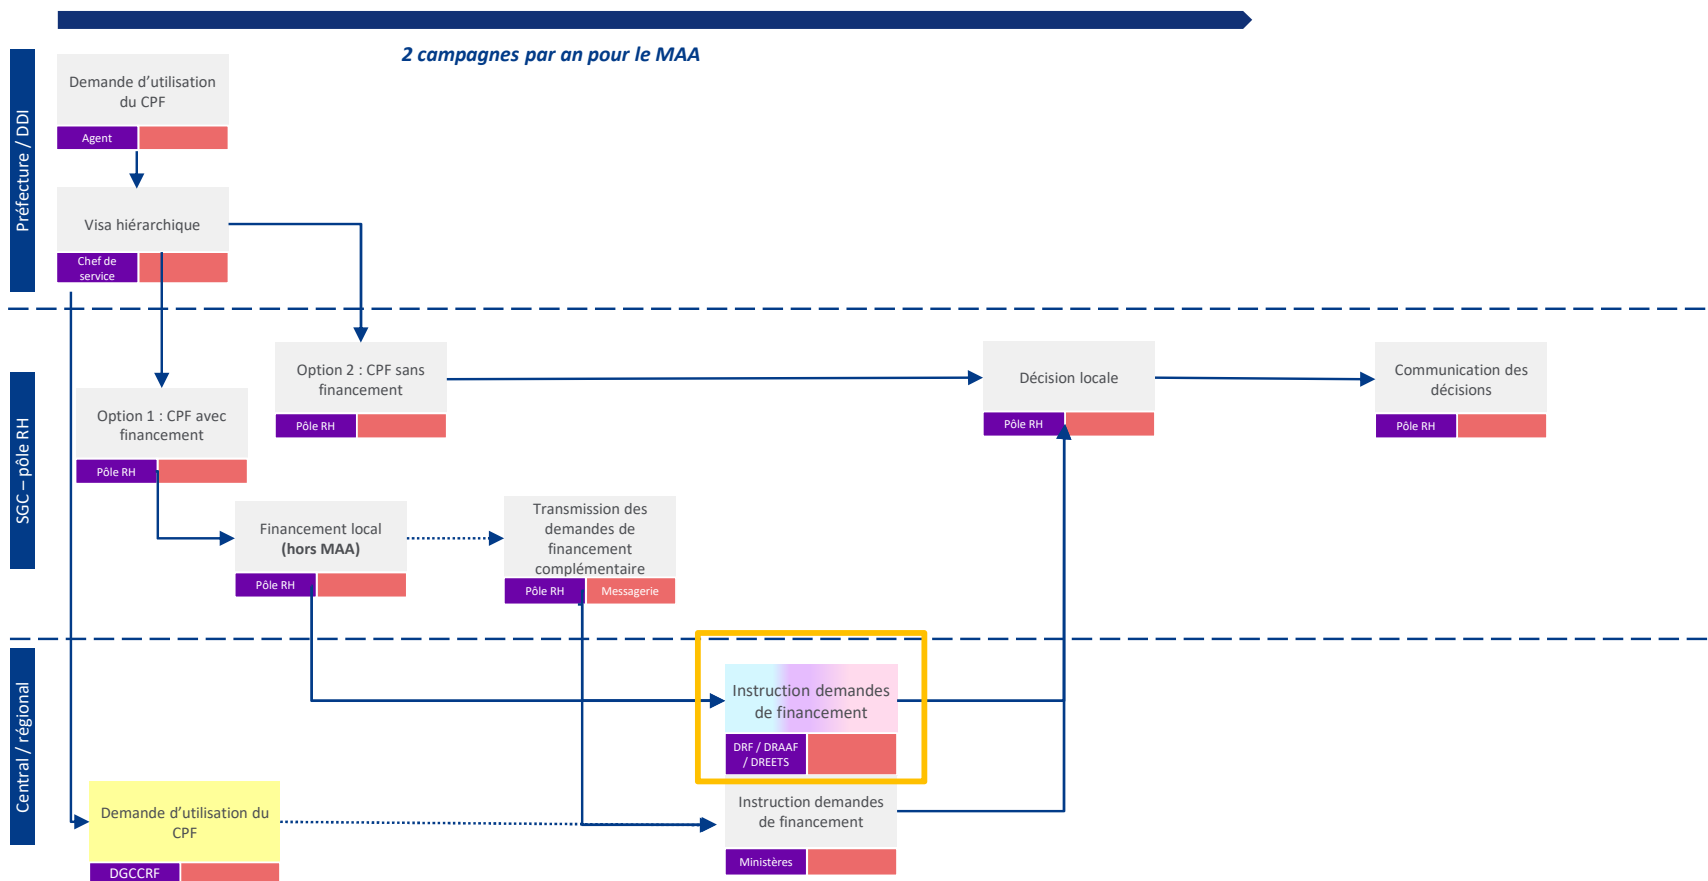 2 campagnes par an pour le MAA
Préfecture / DDI
Demande d’utilisation
du CPF
Agent
Visa hiérarchique
Chef de
service
SGC – pôle RH
Option 1 : CPF avec
financement
Pôle RH
Option 2 : CPF sans
financement
Pôle RH
Décision locale
Pôle RH
Communication des
décisions
Pôle RH
Financement local
(hors MAA)
Pôle RH
Transmission des
demandes de
financement
complémentaire
Pôle RH
Messagerie
Central / régional
Instruction demandes
de financement
DRF / DRAAF
/ DREETS
Demande d’utilisation du
CPF
DGCCRF
Instruction demandes
de financement
Ministères